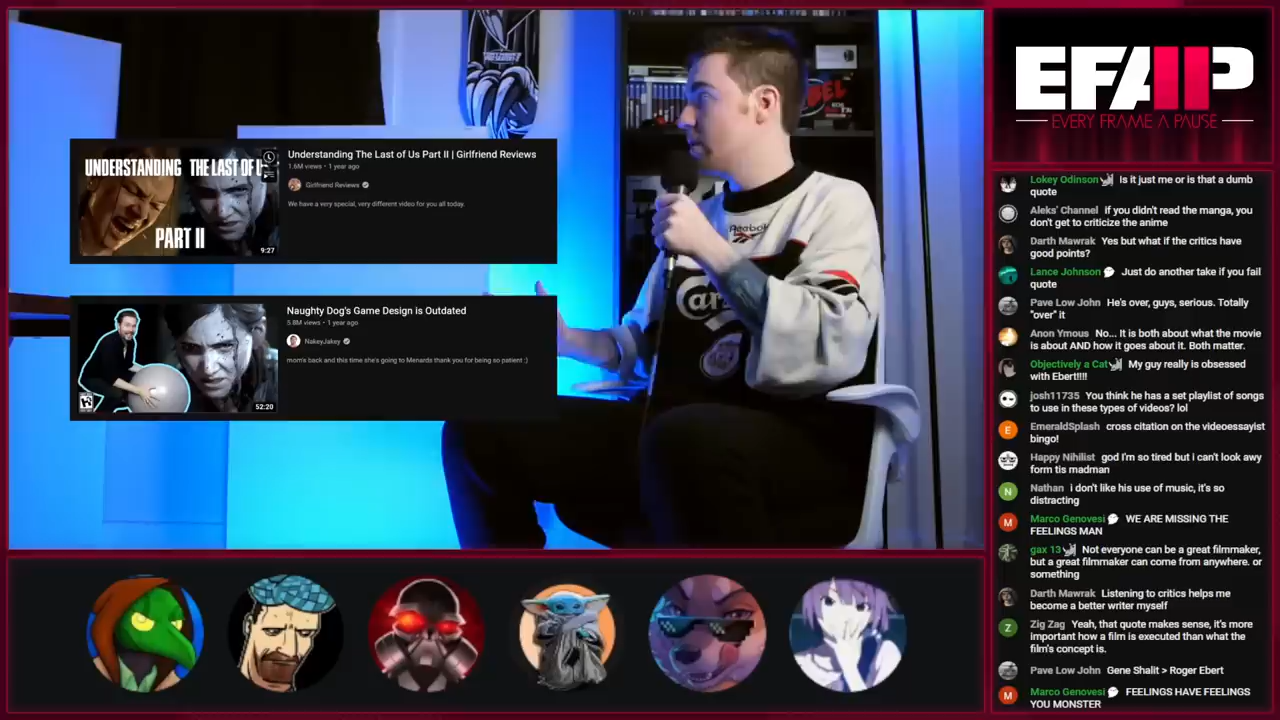 UNDERSTANDING THE LAST OF U
PART II
9:27
Understanding The Last of Us Part II | Girlfriend Reviews
1.6M views • 1 year ago
Girlfriend Reviews
We have a very special, very different video for you all today.
52:20
Naughty Dog's Game Design is Outdated
5.8M views • 1 year ago
NakeyJakey
mom's back and this time she's going to Menards thank you for being so patient :)
Reebok
EFAP
EVERY FRAME A PAUSE
Lokey Odinson Is it just me or is that a dumb
quote
Aleks' Channel if you didn't read the manga, you
don't get to criticize the anime
Darth Mawrak Yes but what if the critics have
good points?
Lance Johnson Just do another take if you fail
quote
Pave Low John He's over, guys, serious. Totally
"over" it
Anon Ymous No... It is both about what the movie
is about AND how it goes about it. Both matter.
Objectively a Cat My guy really is obsessed
with Ebert!!!!
josh11735 You think he has a set playlist of songs
to use in these types of videos? lol
E EmeraldSplash cross citation on the videoessayist
bingo!
Happy Nihilist god I'm so tired but i can't look awy
form tis madman
N Nathan i don't like his use of music, it's so
distracting
M Marco Genovesi WE ARE MISSING THE
FEELINGS MAN
gax 13 Not everyone can be a great filmmaker,
but a great filmmaker can come from anywhere. or
something
Darth Mawrak Listening to critics helps me
become a better writer myself
Z Zig Zag Yeah, that quote makes sense, it's more
important how a film is executed than what the
film's concept is.
Pave Low John Gene Shalit > Roger Ebert
M Marco Genovesi FEELINGS HAVE FEELINGS
YOU MONSTER